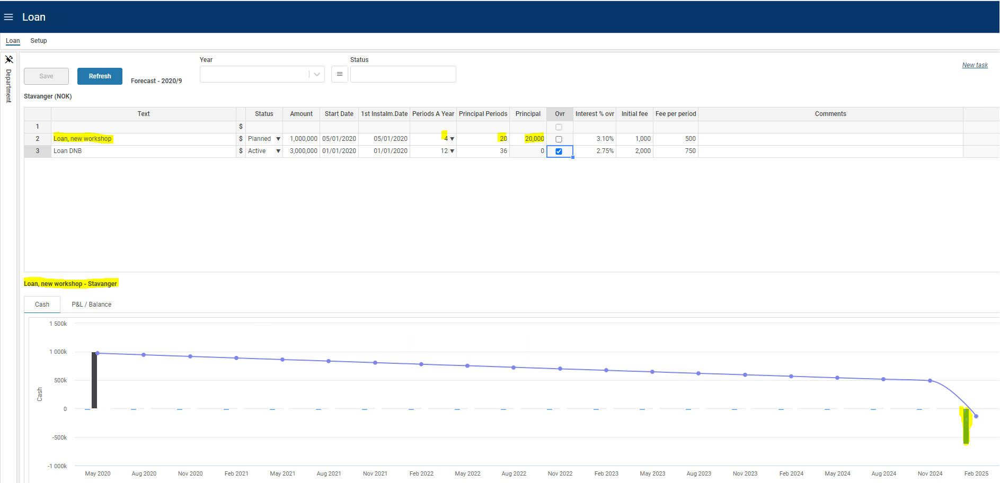 Loan
Loan Setup
Department
Year Status
New task
Save Refresh Forecast - 2020/9
Stavanger (NOK)
Text Status Amount Start Date 1st Instalm.Date Periods A Year Principal Periods Principal Ovr Interest % ovr Initial fee Fee per period Comments
1 $
2 Loan, new workshop $ Planned 1,000,000 05/01/2020 05/01/2020 4 20 20,000 3.10% 1,000 500
3 Loan DNB $ Active 3,000,000 01/01/2020 01/01/2020 12 36 0 2.75% 2,000 750
Loan, new workshop - Stavanger
Cash P&L / Balance
Cash
1 500k
1 000k
500k
0
-500k
-1 000k
May 2020 Aug 2020 Nov 2020 Feb 2021 May 2021 Aug 2021 Nov 2021 Feb 2022 May 2022 Aug 2022 Nov 2022 Feb 2023 May 2023 Aug 2023 Nov 2023 Feb 2024 May 2024 Aug 2024 Nov 2024 Feb 2025